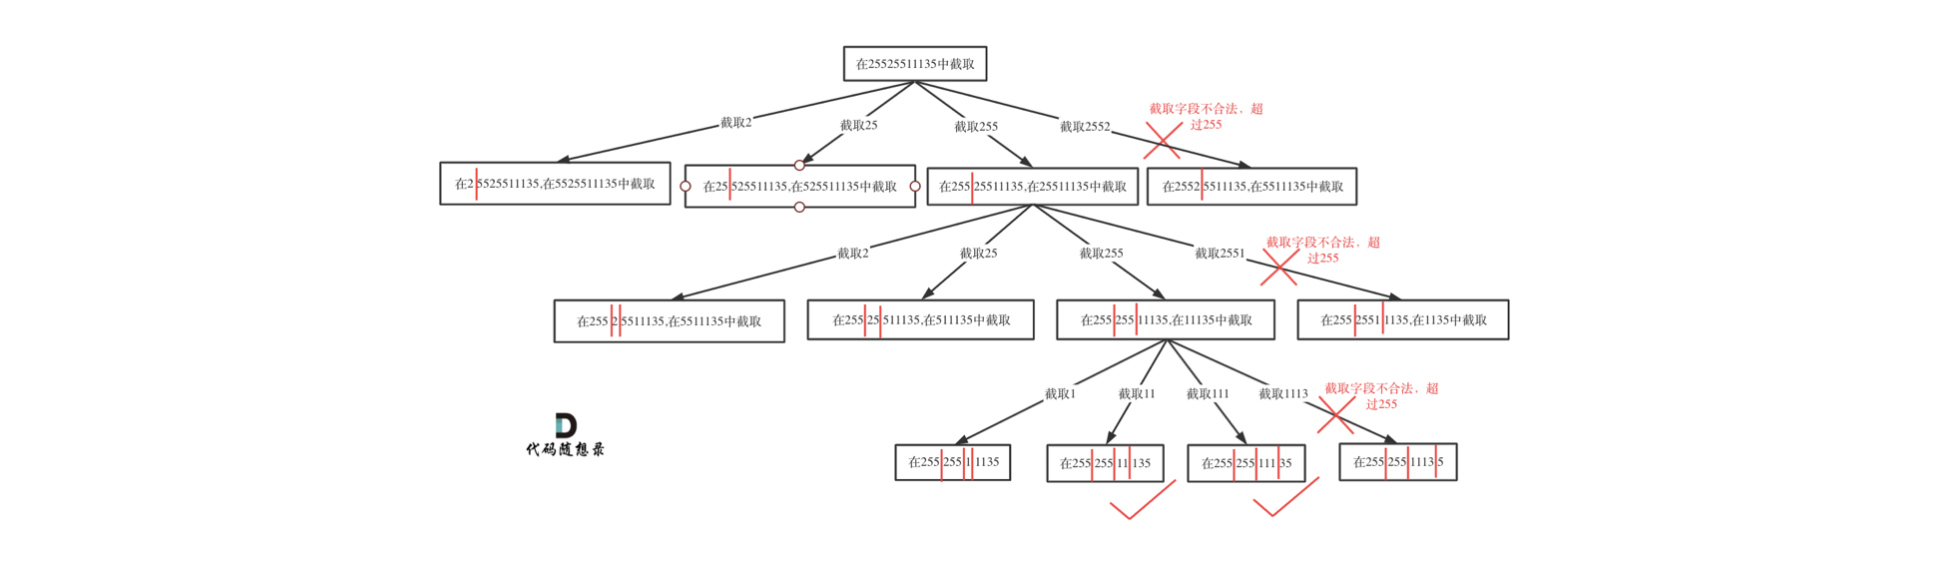 在25525511135中截取
截取字段不合法，超
过255
截取2
截取25
截取255
截取2552
在2 5525511135,在5525511135中截取
在25 525511135,在525511135中截取
在255 25511135,在25511135中截取
在2552 5511135,在5511135中截取
截取字段不合法，超
过255
截取2
截取25
截取255
截取2551
在255 2 5511135,在5511135中截取
在255 25 511135,在511135中截取
在255 255 11135,在11135中截取
在255 2551 1135,在1135中截取
截取字段不合法，超
过255
截取1
截取11
截取111
截取1113
在255 255 1 1135
在255 255 11 135
在255 255 111 35
在255 255 1113 5
代码随想录